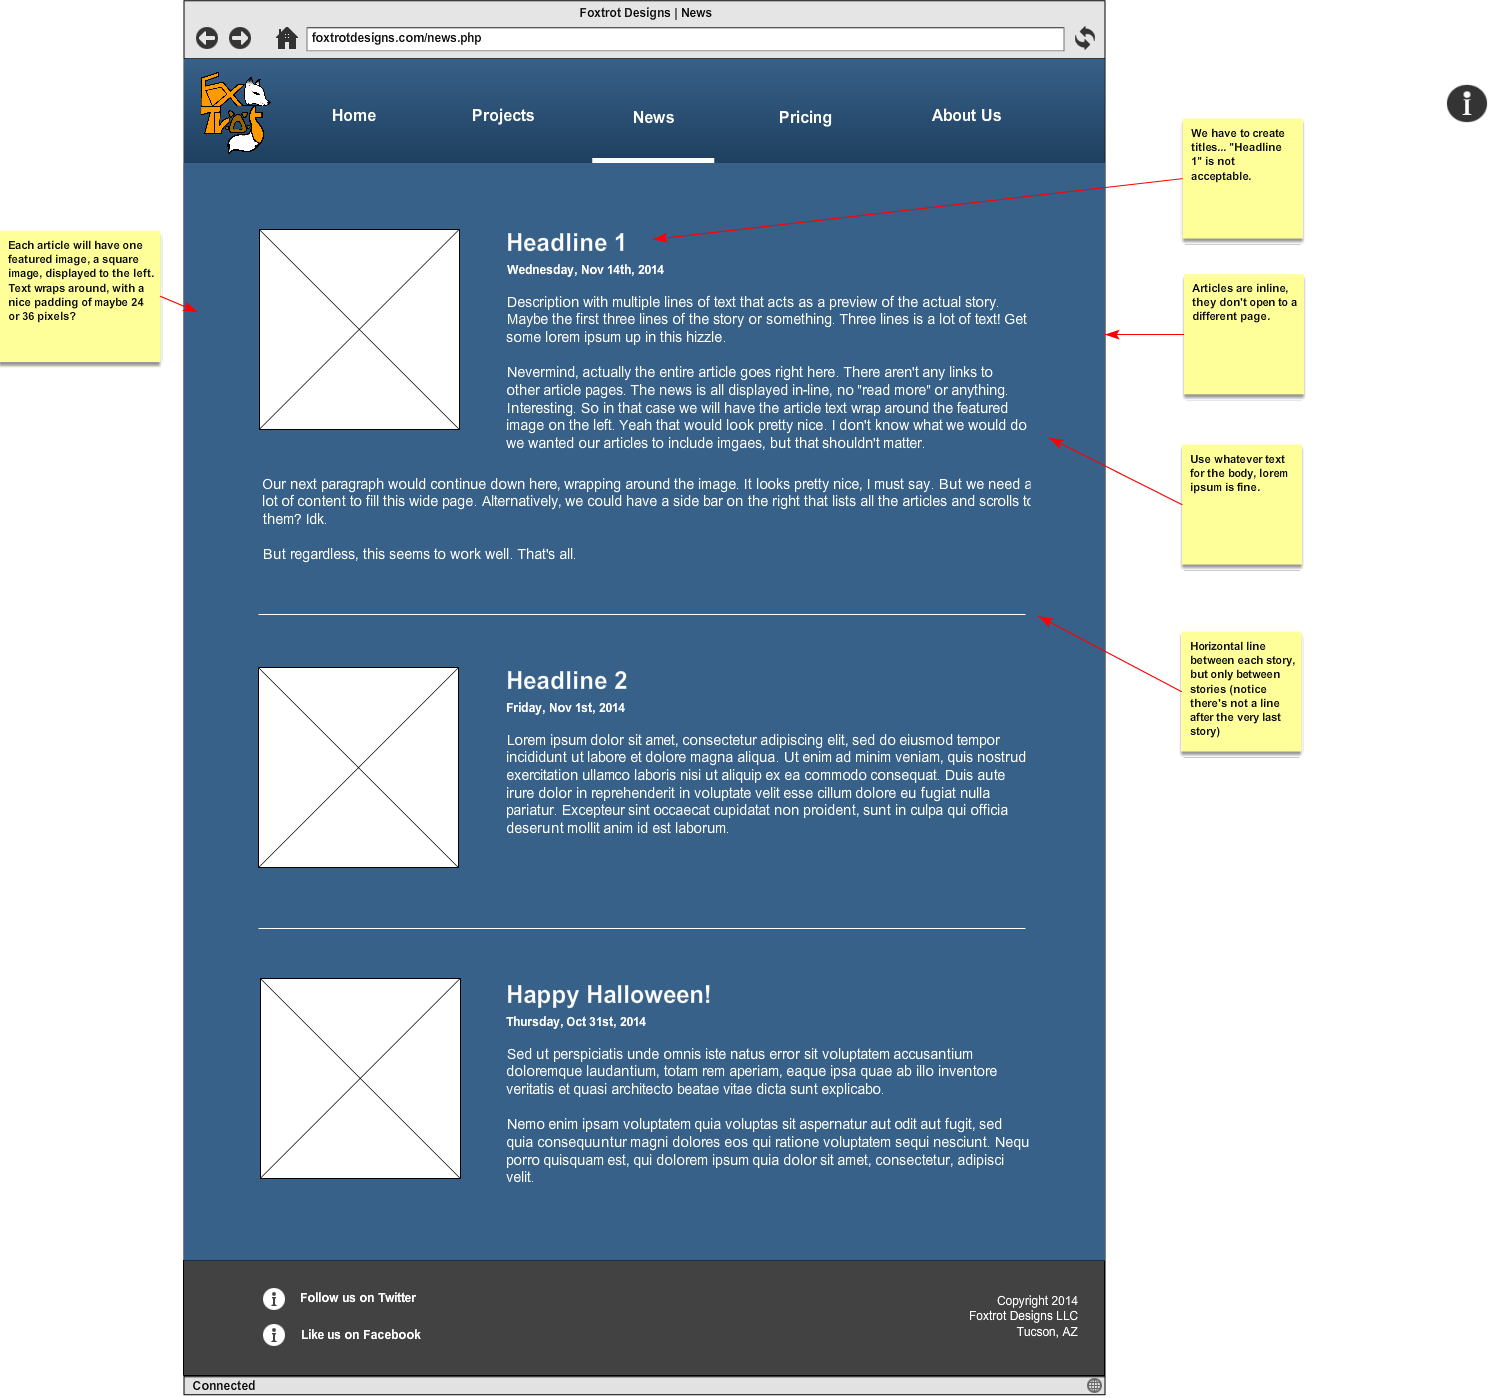 Foxtrot Designs | News
foxtrotdesigns.com/news.php
Fox
Trot
Home
Projects
News
Pricing
About Us
We have to create
titles... "Headline
1" is not
acceptable.
Each article will have one
featured image, a square
image, displayed to the left.
Text wraps around, with a
nice padding of maybe 24
or 36 pixels?
Headline 1
Wednesday, Nov 14th, 2014
Description with multiple lines of text that acts as a preview of the actual story.
Maybe the first three lines of the story or something. Three lines is a lot of text! Get
some lorem ipsum up in this hizzle.
Articles are inline,
they don't open to a
different page.
Nevermind, actually the entire article goes right here. There aren't any links to
other article pages. The news is all displayed in-line, no "read more" or anything.
Interesting. So in that case we will have the article text wrap around the featured
image on the left. Yeah that would look pretty nice. I don't know what we would do
we wanted our articles to include imgaes, but that shouldn't matter.
Use whatever text
for the body, lorem
ipsum is fine.
Our next paragraph would continue down here, wrapping around the image. It looks pretty nice, I must say. But we need a
lot of content to fill this wide page. Alternatively, we could have a side bar on the right that lists all the articles and scrolls to
them? Idk.
But regardless, this seems to work well. That's all.
Horizontal line
between each story,
but only between
stories (notice
there's not a line
after the very last
story)
Headline 2
Friday, Nov 1st, 2014
Lorem ipsum dolor sit amet, consectetur adipiscing elit, sed do eiusmod tempor
incididunt ut labore et dolore magna aliqua. Ut enim ad minim veniam, quis nostrud
exercitation ullamco laboris nisi ut aliquip ex ea commodo consequat. Duis aute
irure dolor in reprehenderit in voluptate velit esse cillum dolore eu fugiat nulla
pariatur. Excepteur sint occaecat cupidatat non proident, sunt in culpa qui officia
deserunt mollit anim id est laborum.
Happy Halloween!
Thursday, Oct 31st, 2014
Sed ut perspiciatis unde omnis iste natus error sit voluptatem accusantium
doloremque laudantium, totam rem aperiam, eaque ipsa quae ab illo inventore
veritatis et quasi architecto beatae vitae dicta sunt explicabo.
Nemo enim ipsam voluptatem quia voluptas sit aspernatur aut odit aut fugit, sed
quia consequuntur magni dolores eos qui ratione voluptatem sequi nesciunt. Nequ
porro quisquam est, qui dolorem ipsum quia dolor sit amet, consectetur, adipisci
velit.
Follow us on Twitter
Like us on Facebook
Copyright 2014
Foxtrot Designs LLC
Tucson, AZ
Connected